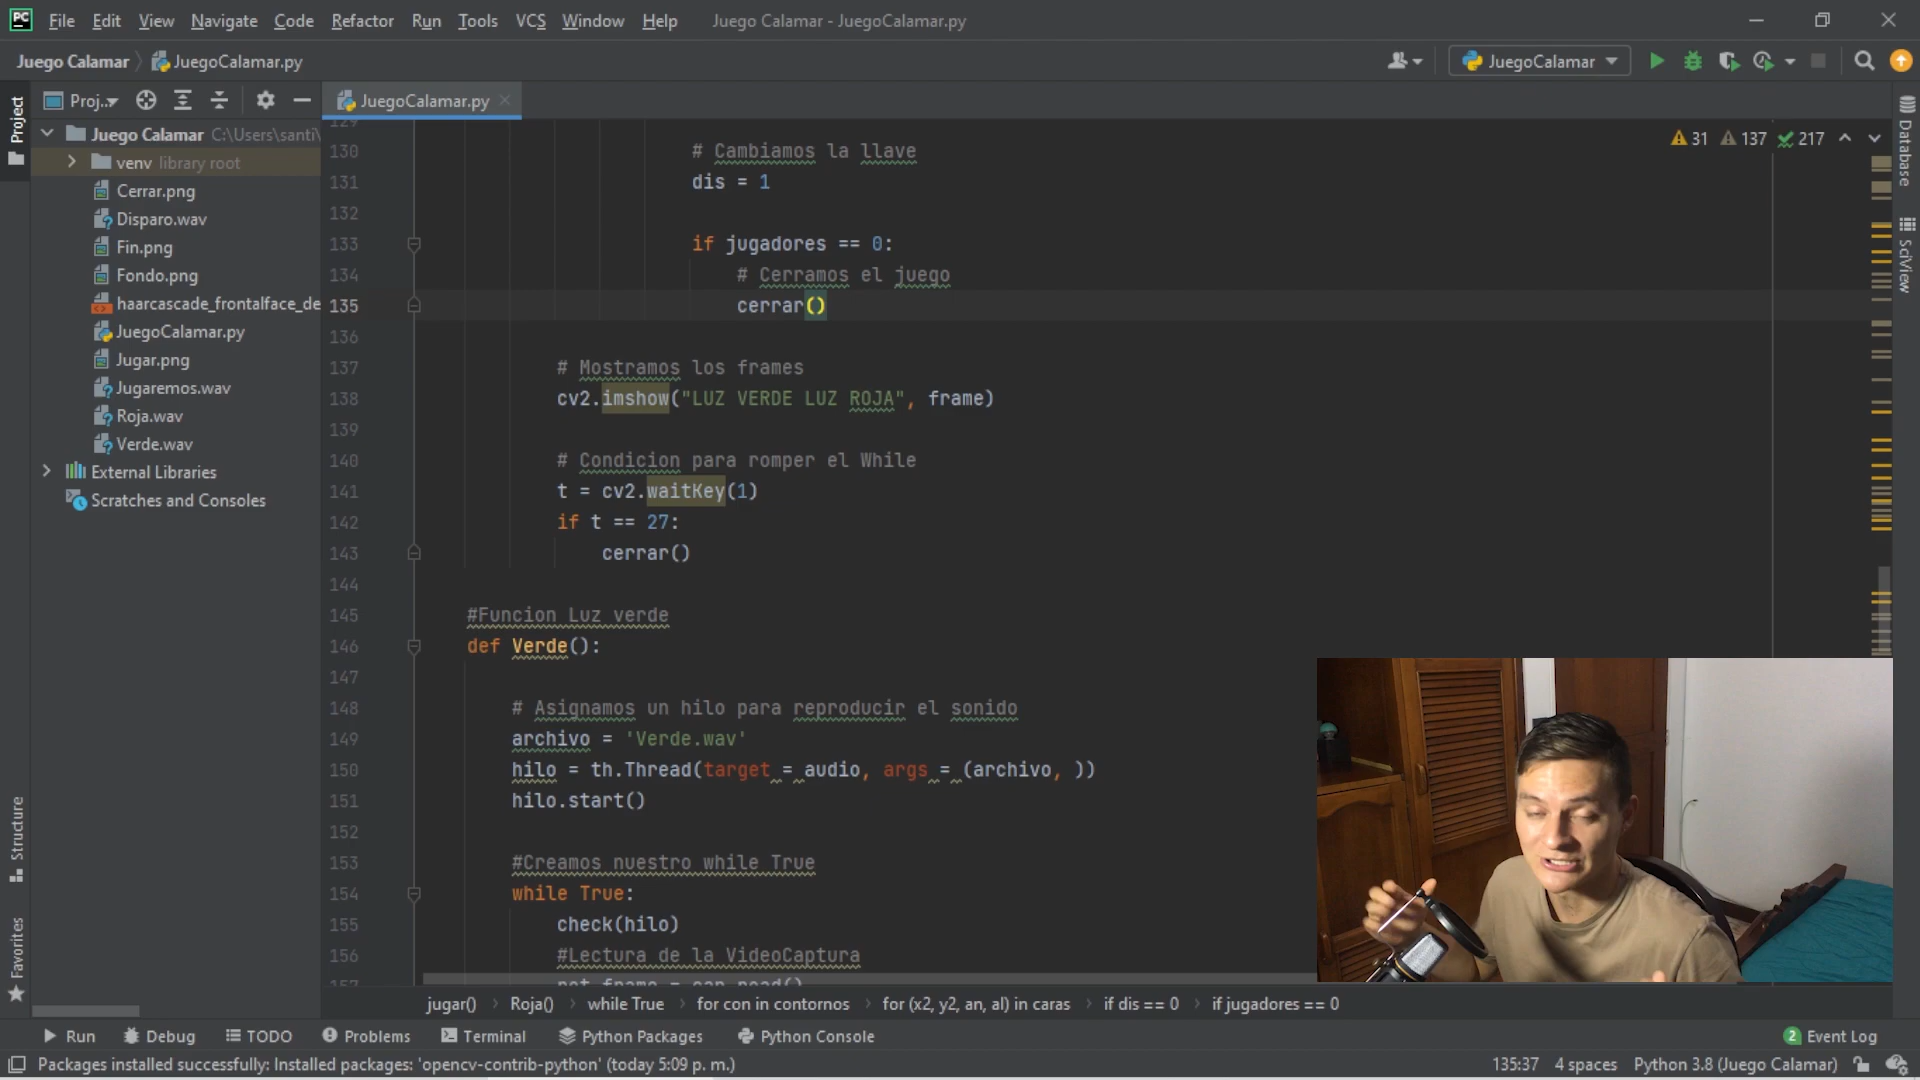 PC File Edit View Navigate Code Refactor Run Tools VCS Window Help Juego Calamar - JuegoCalamar.py
Juego Calamar JuegoCalamar.py JuegoCalamar
Proj.. JuegoCalamar.py
Project
Juego Calamar C:\Users\santi\
venv library root
Cerrar.png
Disparo.wav
Fin.png
Fondo.png
haarcascade_frontalface_de
JuegoCalamar.py
Jugar.png
Jugaremos.wav
Roja.wav
Verde.wav
External Libraries
Scratches and Consoles
Structure
Favorites
31 137 217
129
130 # Cambiamos la llave
131 dis = 1
132
133 if jugadores == 0:
134 # Cerramos el juego
135 cerrar()
136
137 # Mostramos los frames
138 cv2.imshow("LUZ VERDE LUZ ROJA", frame)
139
140 # Condicion para romper el While
141 t = cv2.waitKey(1)
142 if t == 27:
143 cerrar()
144
145 #Funcion Luz verde
146 def Verde():
147
148 # Asignamos un hilo para reproducir el sonido
149 archivo = 'Verde.wav'
150 hilo = th.Thread(target = audio, args = (archivo, ))
151 hilo.start()
152
153 #Creamos nuestro while True
154 while True:
155 check(hilo)
156 #Lectura de la VideoCaptura
157 ret frame = cap.read()
Database
SciView
jugar() Roja() while True for con in contornos for (x2, y2, an, al) in caras if dis == 0 if jugadores == 0
Run Debug TODO Problems Terminal Python Packages Python Console 2 Event Log
Packages installed successfully: Installed packages: 'opencv-contrib-python' (today 5:09 p. m.) 135:37 4 spaces Python 3.8 (Juego Calamar)